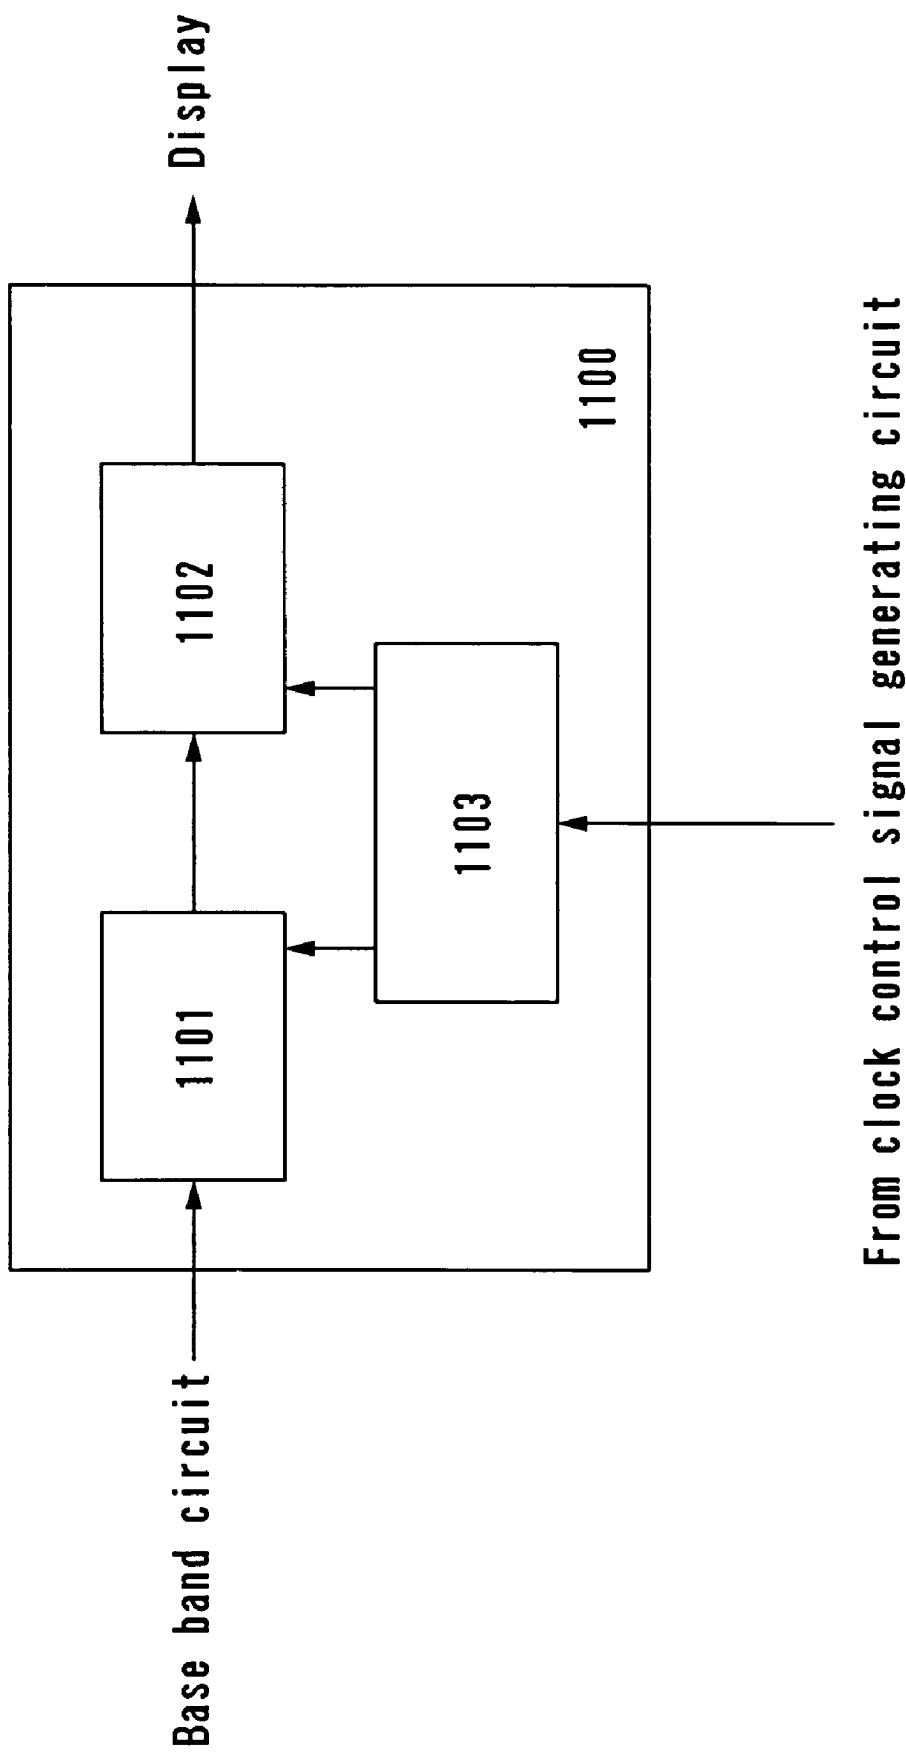 Base band circuit
Display
1101
1102
1103
1100
From clock control signal generating circuit